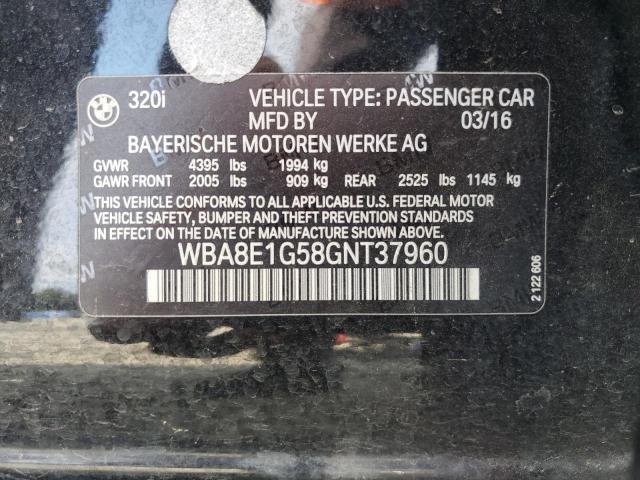 320i VEHICLE TYPE: PASSENGER CAR
MFD BY 03/16
BAYERISCHE MOTOREN WERKE AG
GVWR 4395 lbs 1994 kg
GAWR FRONT 2005 lbs 909 kg REAR 2525 lbs 1145 kg
THIS VEHICLE CONFORMS TO ALL APPLICABLE U.S. FEDERAL MOTOR
VEHICLE SAFETY, BUMPER AND THEFT PREVENTION STANDARDS
IN EFFECT ON THE DATE OF MANUFACTURE SHOWN ABOVE.
WBA8E1G58GNT37960
2 122 606